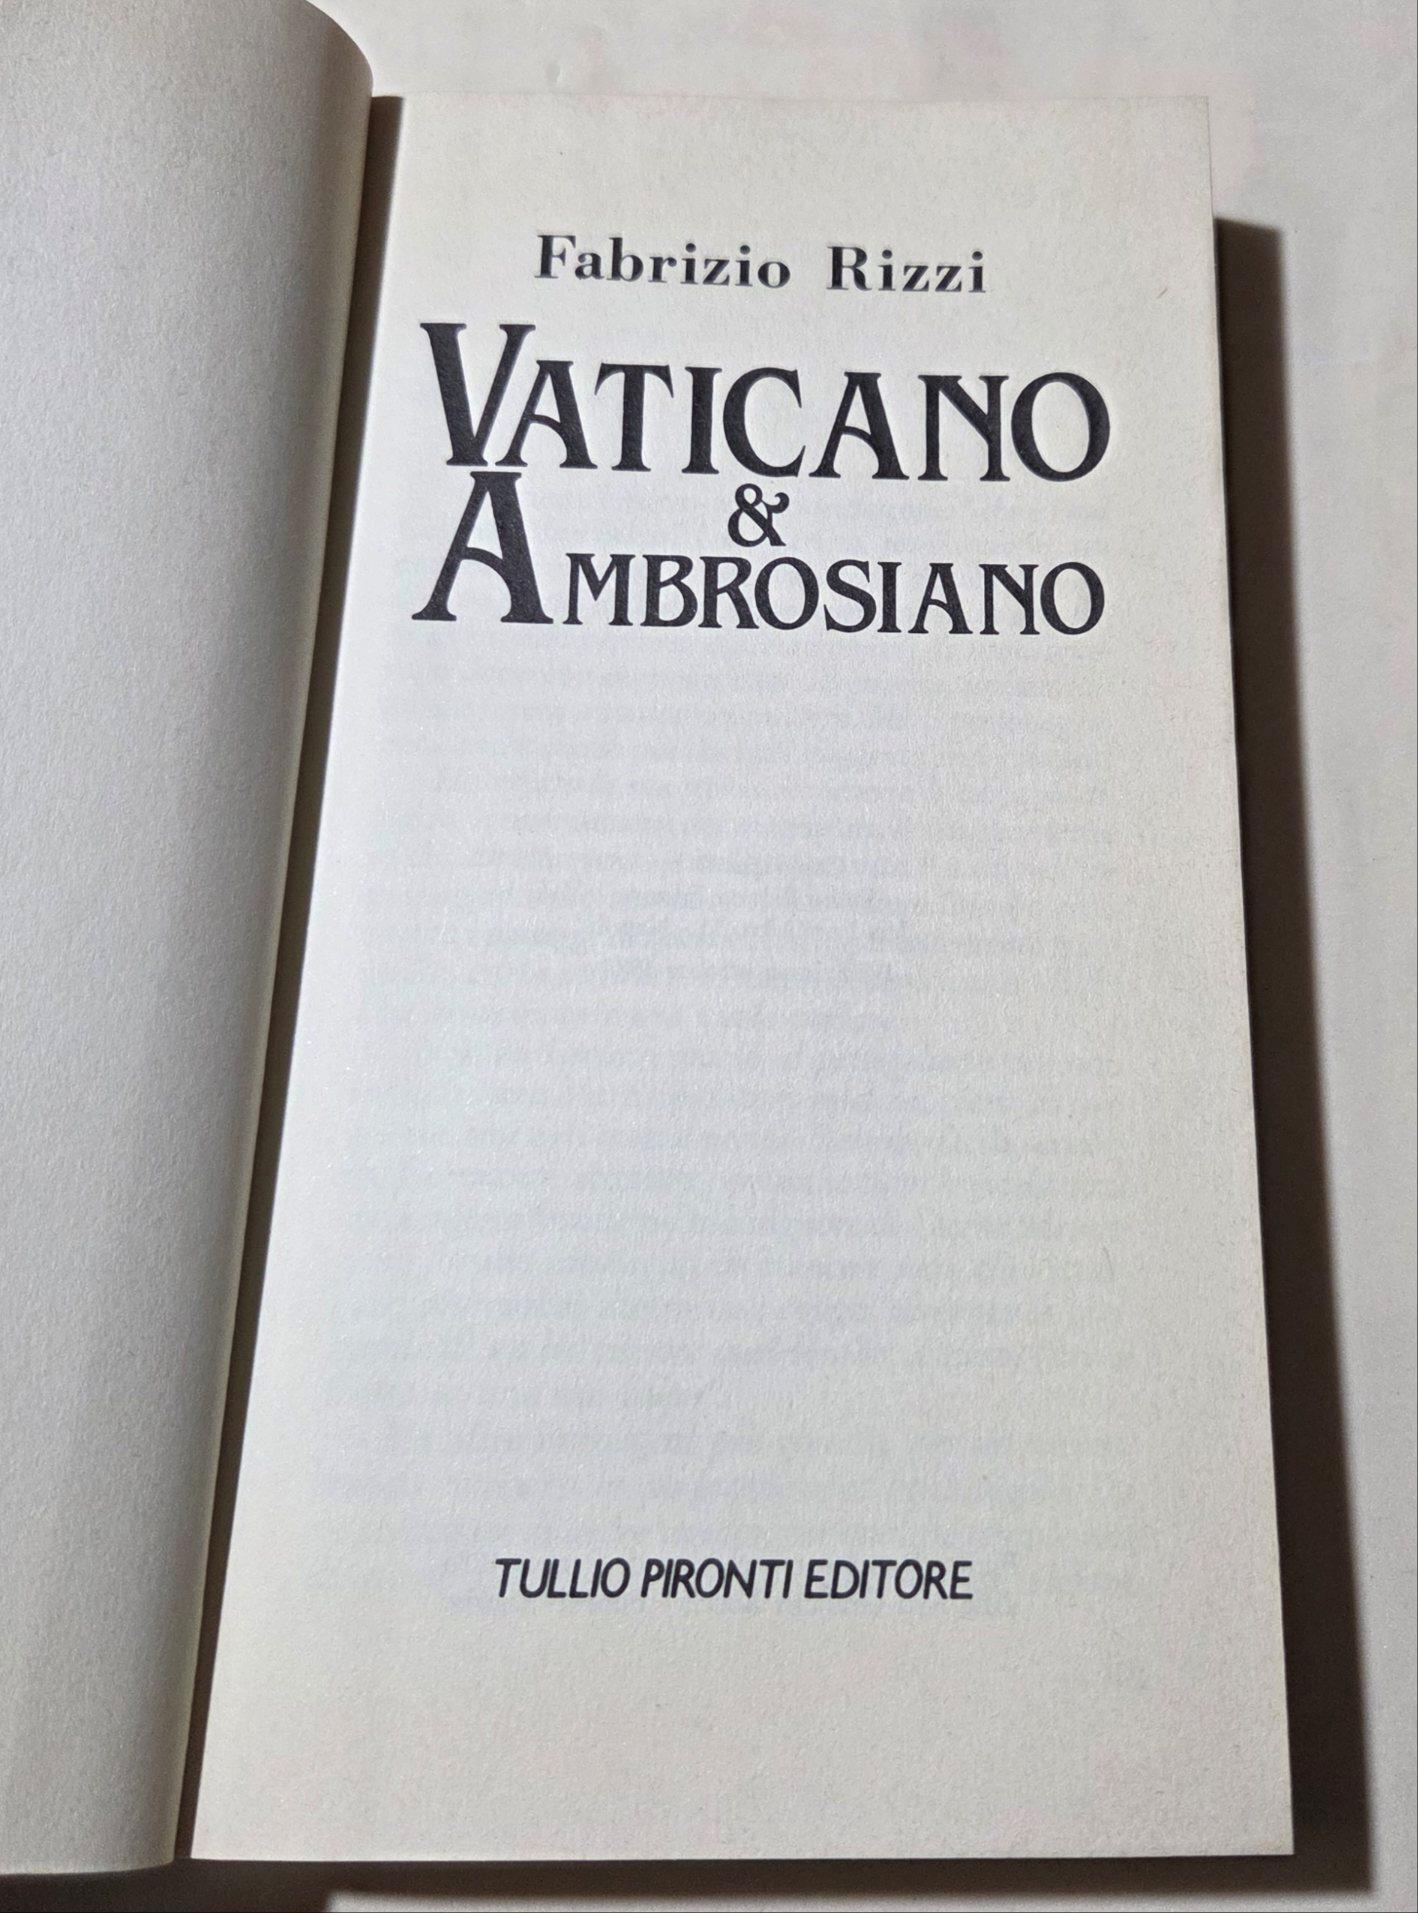 Fabrizio Rizzi
VATICANO
&
AMBROSIANO
TULLIO PIRONTI EDITORE